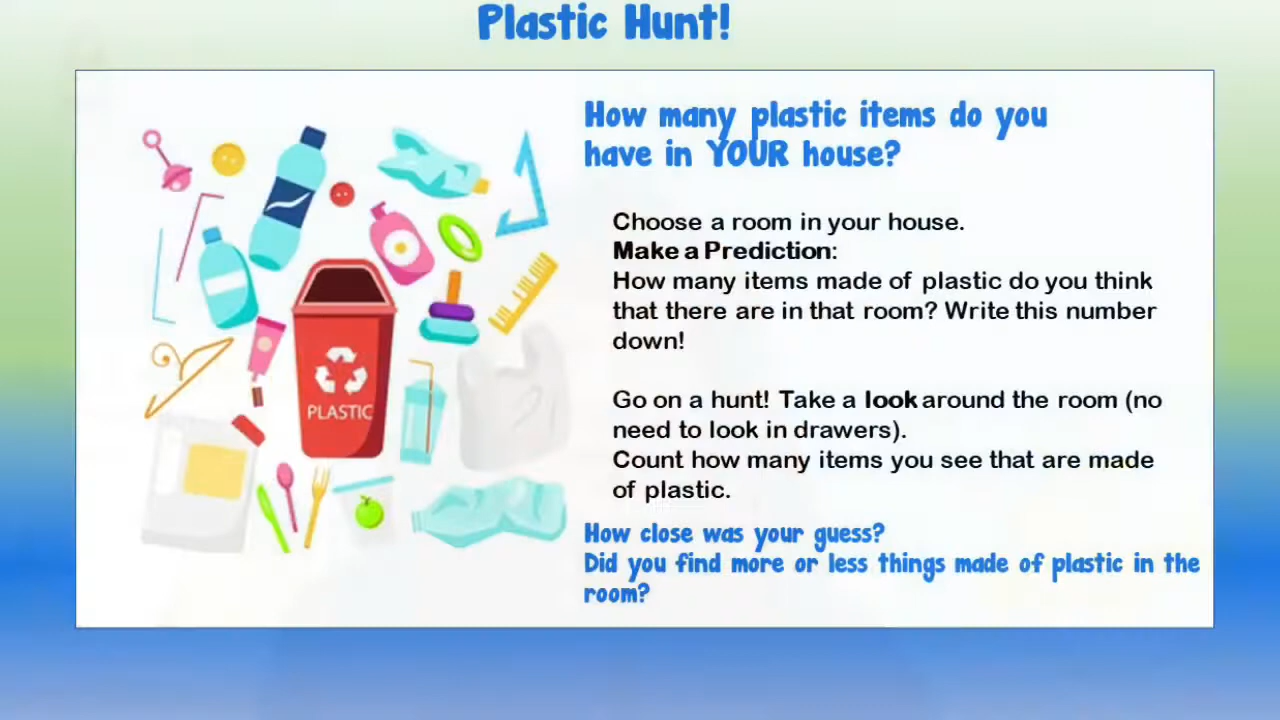 Plastic Hunt!
How many plastic items do you
have in YOUR house?
Choose a room in your house.
Make a Prediction:
How many items made of plastic do you think
that there are in that room? Write this number
down!
Go on a hunt! Take a look around the room (no
need to look in drawers).
Count how many items you see that are made
of plastic.
How close was your guess?
Did you find more or less things made of plastic in the
room?
PLASTIC